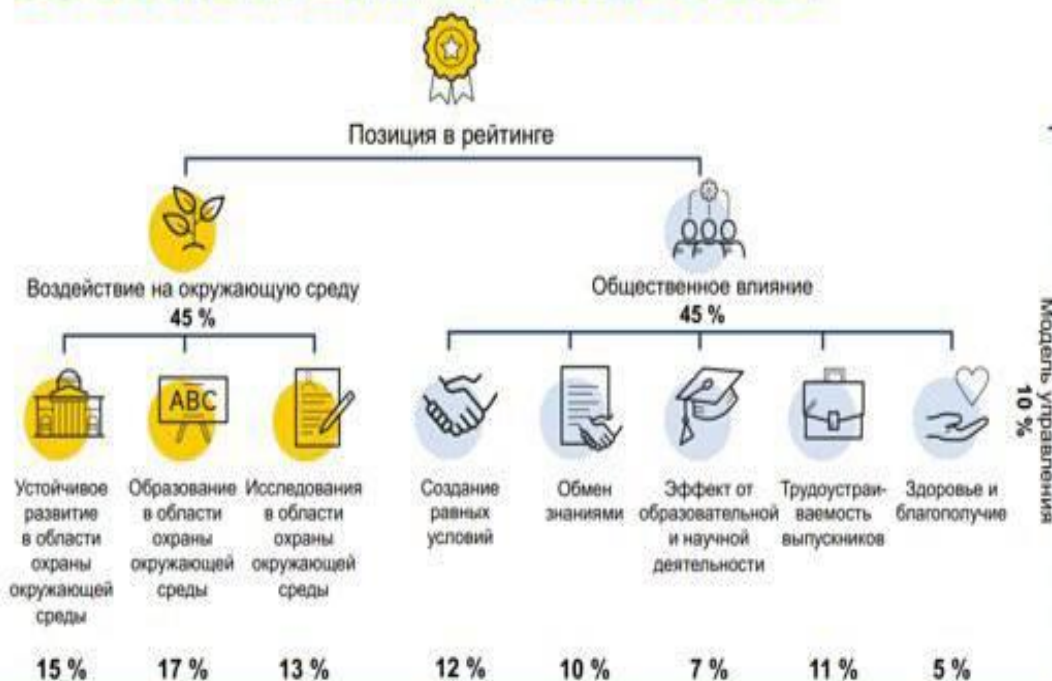 Позиция в рейтинге
Воздействие на окружающую среду
45 %
Общественное влияние
45 %
ABC
Устойчивое
развитие
в области
охраны
окружающей
среды
15 %
Образование
в области
охраны
окружающей
среды
17 %
Исследования
в области
охраны
окружающей
среды
13 %
Создание
равных
условий
12 %
Обмен
знаниями
10 %
Эффект от
образовательной
и научной
деятельности
7 %
Трудоустраи-
ваемость
выпускников
11 %
Здоровье и
благополучие
5 %
Модель управления
10 %